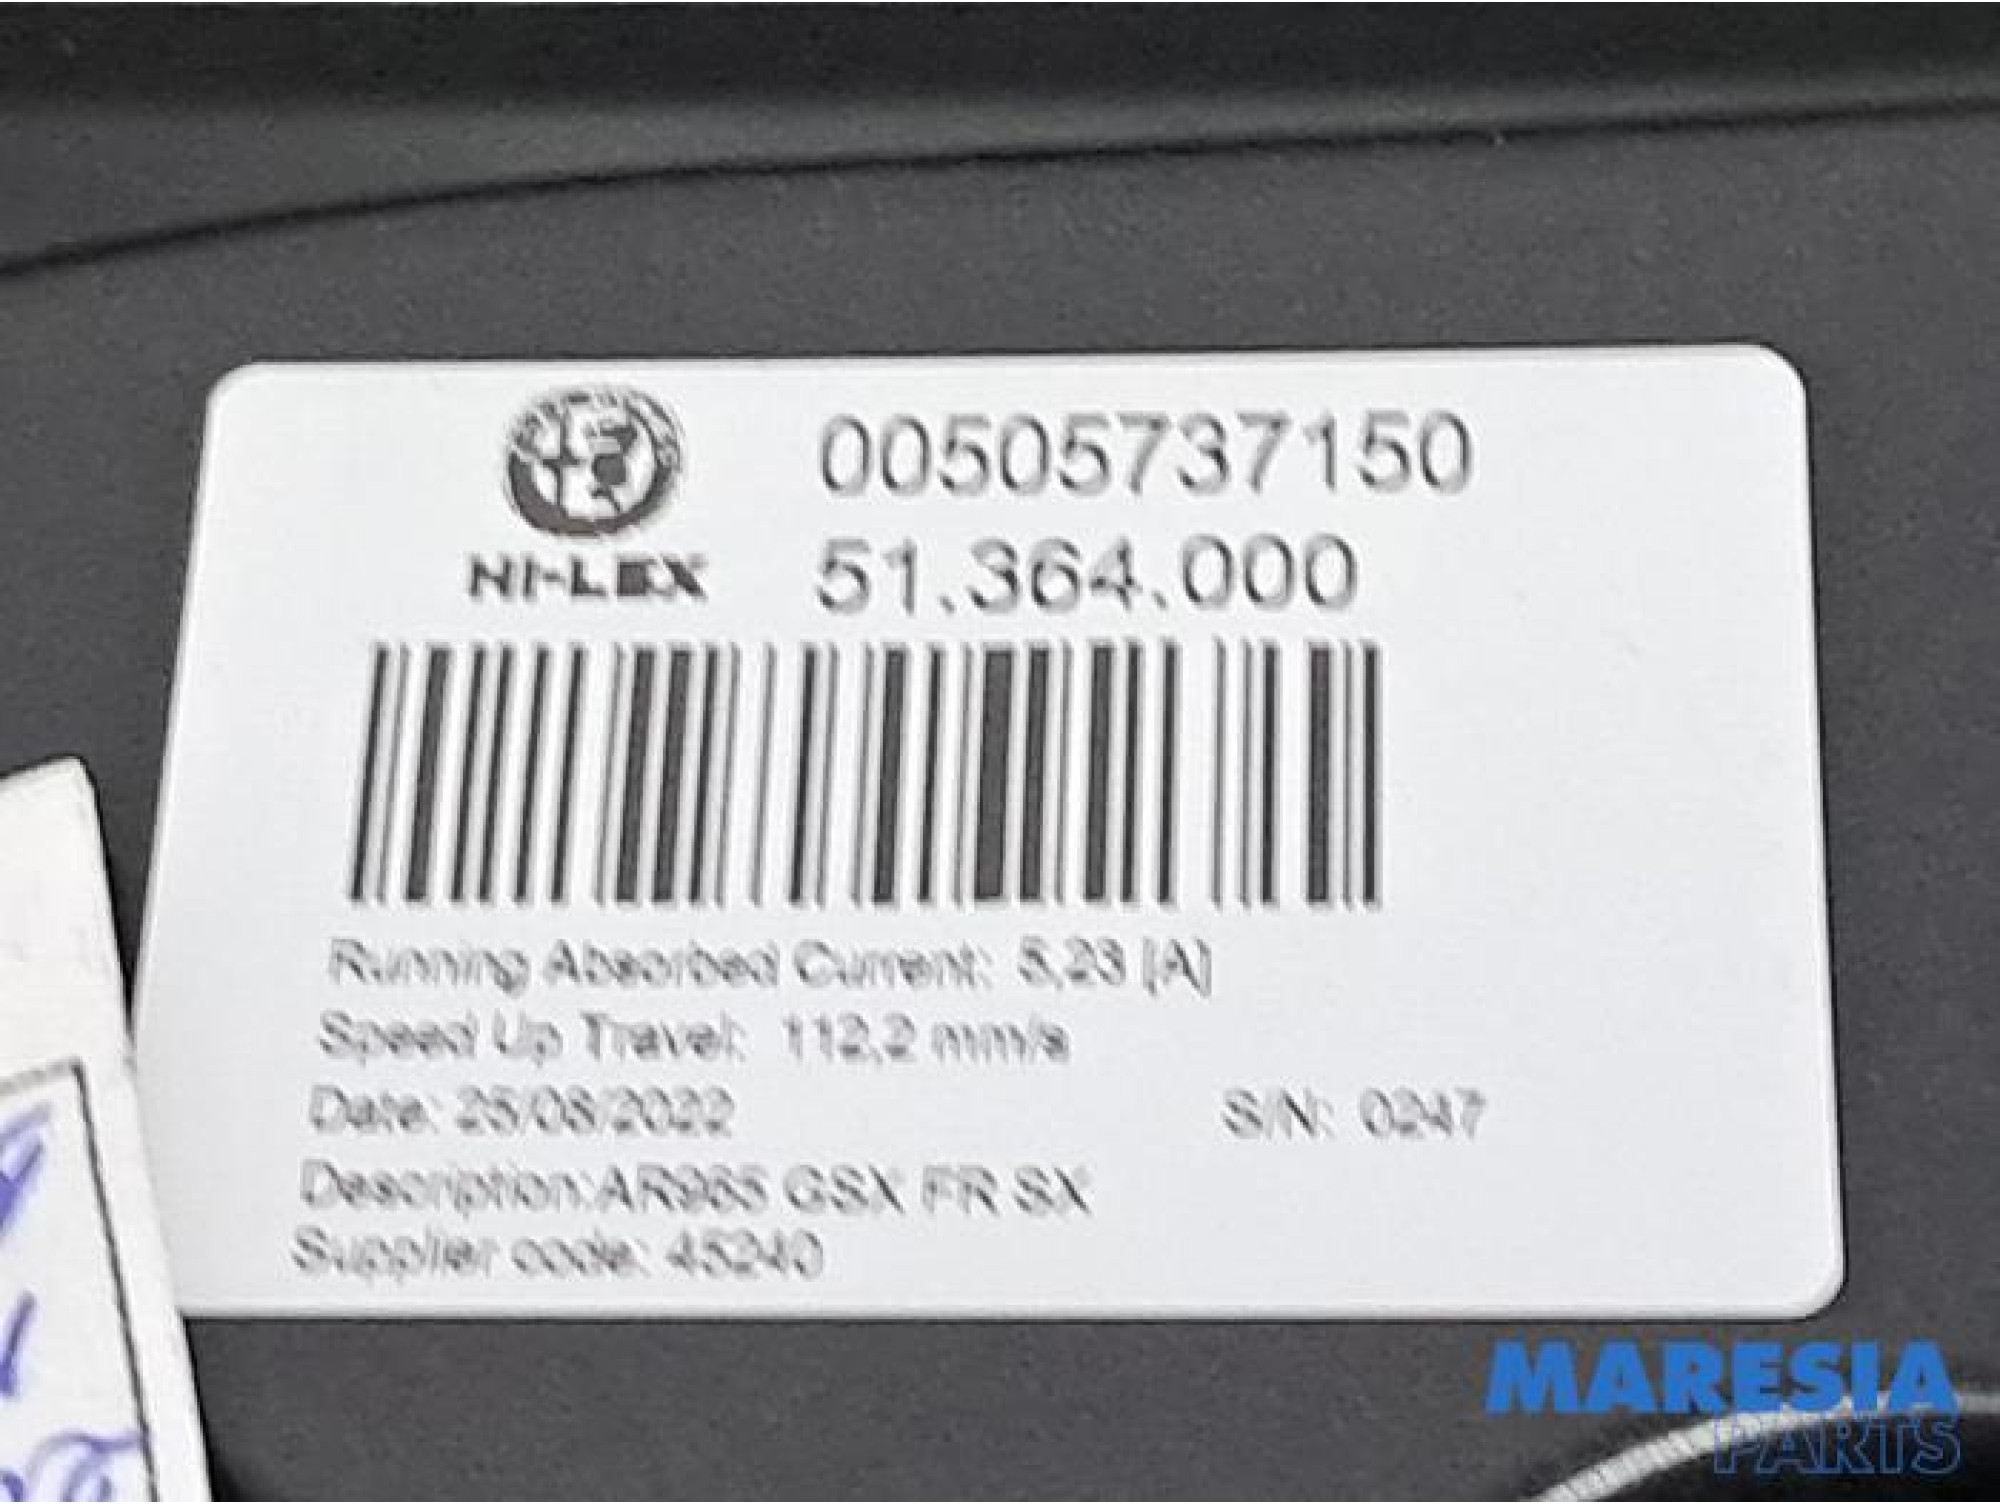 00505737150
HI-LEX
51.364.000
Running Absorbed Current: 5,23 [A]
Speed Up Travel: 112,2 mm/s
Date: 25/08/2022 S/N: 0247
Description:AR965 GSX FR SX
Supplier code: 45240
MARESIA
PARTS